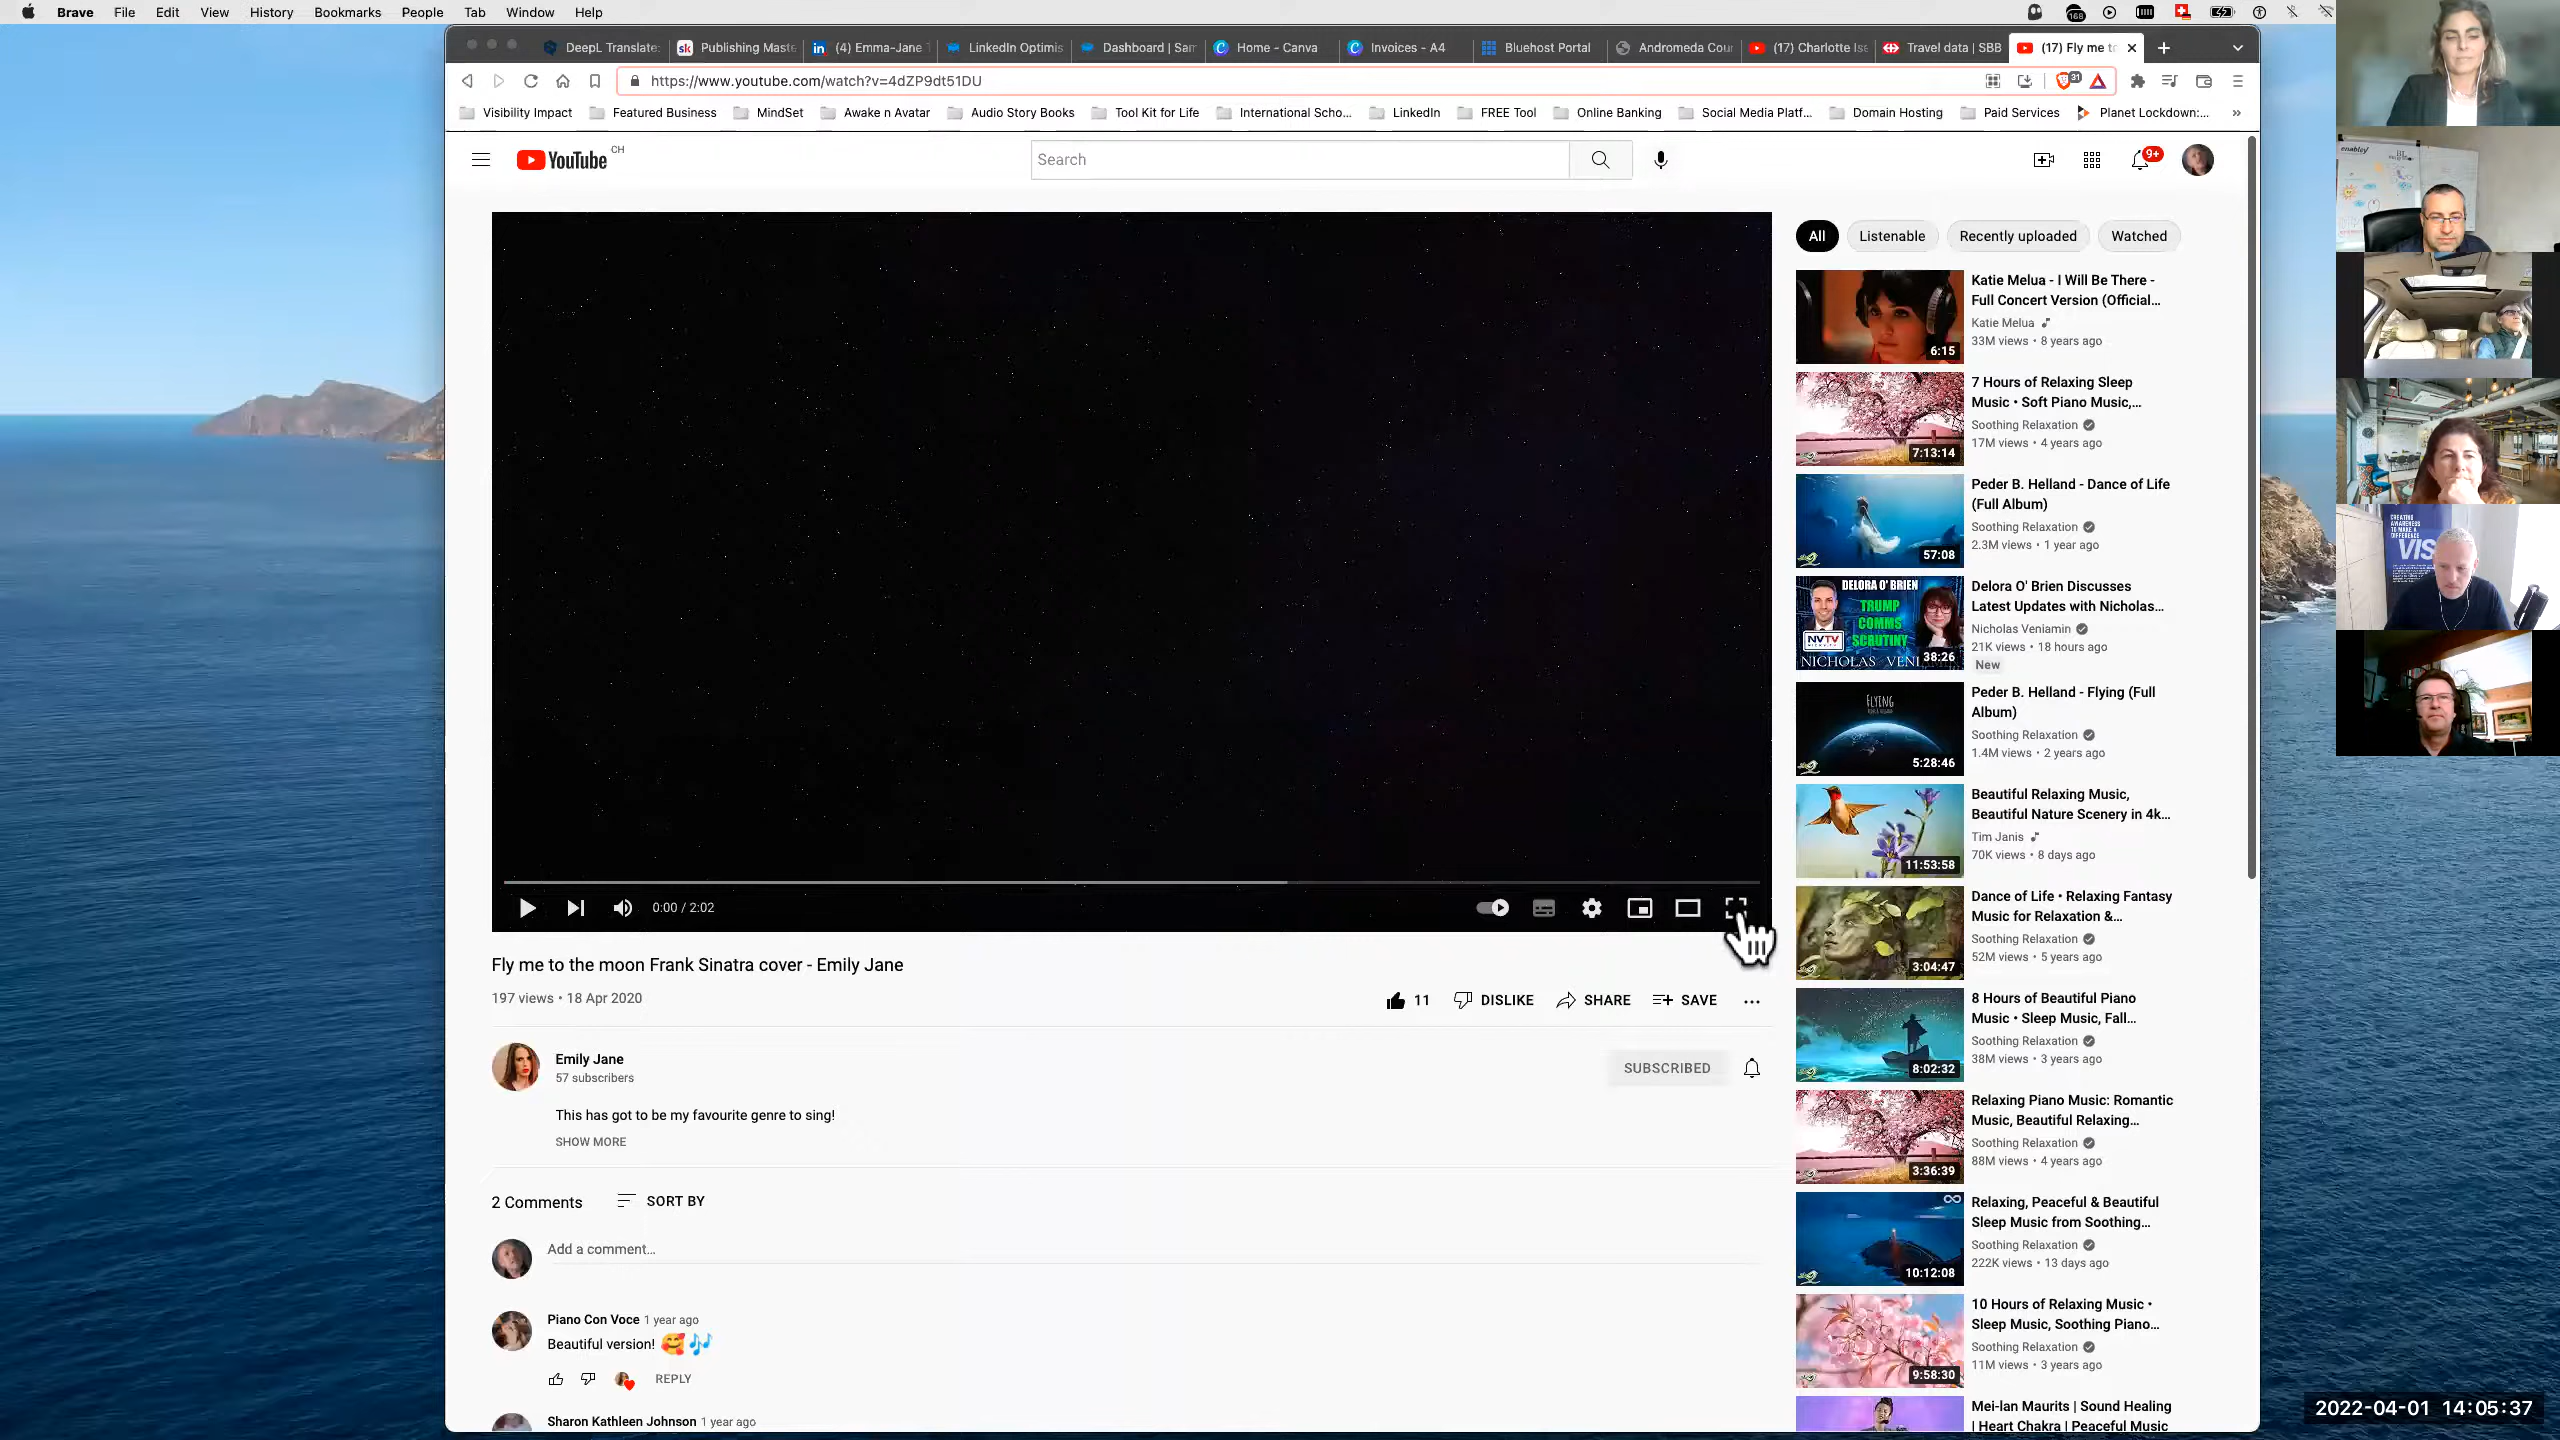 Brave File Edit View History Bookmarks People Tab Window Help
168
DeepL Translate: Publishing Maste (4) Emma-Jane T LinkedIn Optimis Dashboard | Sam Home - Canva Invoices - A4 Bluehost Portal Andromeda Cour (17) Charlotte Ise Travel data | SBB (17) Fly me to
https://www.youtube.com/watch?v=4dZP9dt51DU
31
Visibility Impact Featured Business MindSet Awake n Avatar Audio Story Books Tool Kit for Life International Scho... LinkedIn FREE Tool Online Banking Social Media Platf... Domain Hosting Paid Services Planet Lockdown:... »
YouTube CH
Search
9+
0:00 / 2:02
Fly me to the moon Frank Sinatra cover - Emily Jane
197 views • 18 Apr 2020
11 DISLIKE SHARE SAVE ...
Emily Jane
57 subscribers
SUBSCRIBED
This has got to be my favourite genre to sing!
SHOW MORE
2 Comments SORT BY
Add a comment...
Piano Con Voce 1 year ago
Beautiful version! 🥰🎶
REPLY
Sharon Kathleen Johnson 1 year ago
All Listenable Recently uploaded Watched
6:15
Katie Melua - I Will Be There -
Full Concert Version (Official...
Katie Melua
33M views • 8 years ago
7:13:14
7 Hours of Relaxing Sleep
Music • Soft Piano Music,...
Soothing Relaxation
17M views • 4 years ago
57:08
Peder B. Helland - Dance of Life
(Full Album)
Soothing Relaxation
2.3M views • 1 year ago
DELORA O' BRIEN
TRUMP
COMMS
SCRUTINY
NVTV
NICHOLAS VENI
38:26
Delora O' Brien Discusses
Latest Updates with Nicholas...
Nicholas Veniamin
21K views • 18 hours ago
New
FLYING
5:28:46
Peder B. Helland - Flying (Full
Album)
Soothing Relaxation
1.4M views • 2 years ago
11:53:58
Beautiful Relaxing Music,
Beautiful Nature Scenery in 4k...
Tim Janis
70K views • 8 days ago
3:04:47
Dance of Life • Relaxing Fantasy
Music for Relaxation &...
Soothing Relaxation
52M views • 5 years ago
8:02:32
8 Hours of Beautiful Piano
Music • Sleep Music, Fall...
Soothing Relaxation
38M views • 3 years ago
3:36:39
Relaxing Piano Music: Romantic
Music, Beautiful Relaxing...
Soothing Relaxation
88M views • 4 years ago
10:12:08
Relaxing, Peaceful & Beautiful
Sleep Music from Soothing...
Soothing Relaxation
222K views • 13 days ago
9:58:30
10 Hours of Relaxing Music •
Sleep Music, Soothing Piano...
Soothing Relaxation
11M views • 3 years ago
Mei-lan Maurits | Sound Healing
| Heart Chakra | Peaceful Music
enabley
CREATING
AWARENESS
TO MAKE A
DIFFERENCE
VIS
2022-04-01 14:05:37